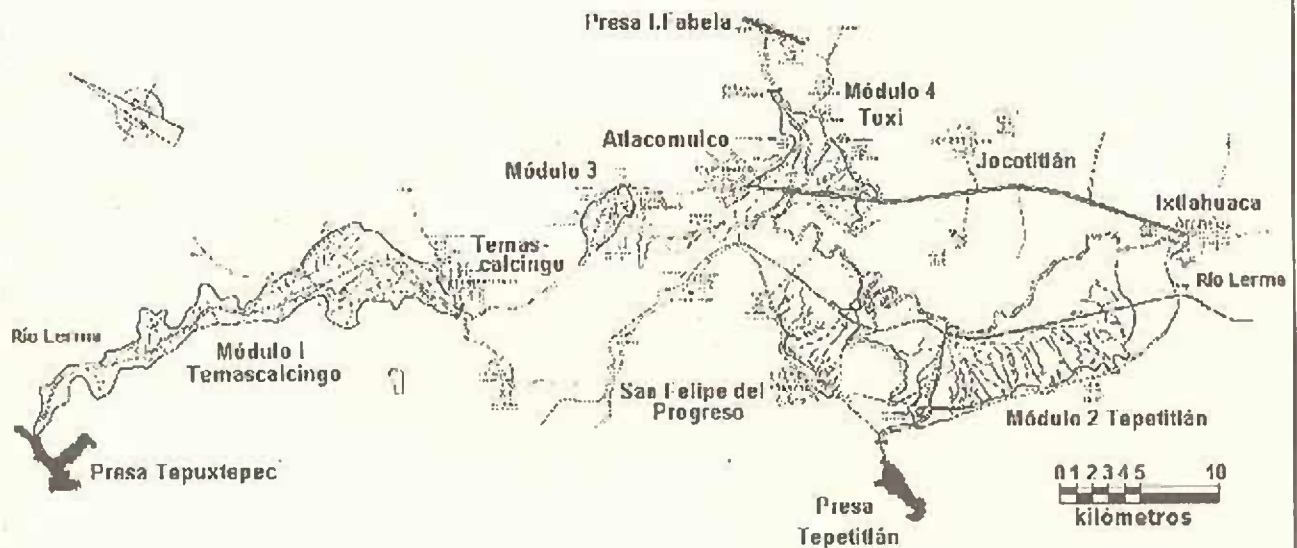 Presa I.Fabela
Módulo 4
Tuxi
Atlacomulco
Jocotitlán
Módulo 3
Ixtlahuaca
Temas-
calcingu
Río Lerma
Río Lerma
Módulo I
Temascalcingo
San Felipe del
Progreso
Módulo 2 Tepetitlán
Presa Tepuxtepec
0 1 2 3 4 5 10
kilómetros
Presa
Tepetitlán